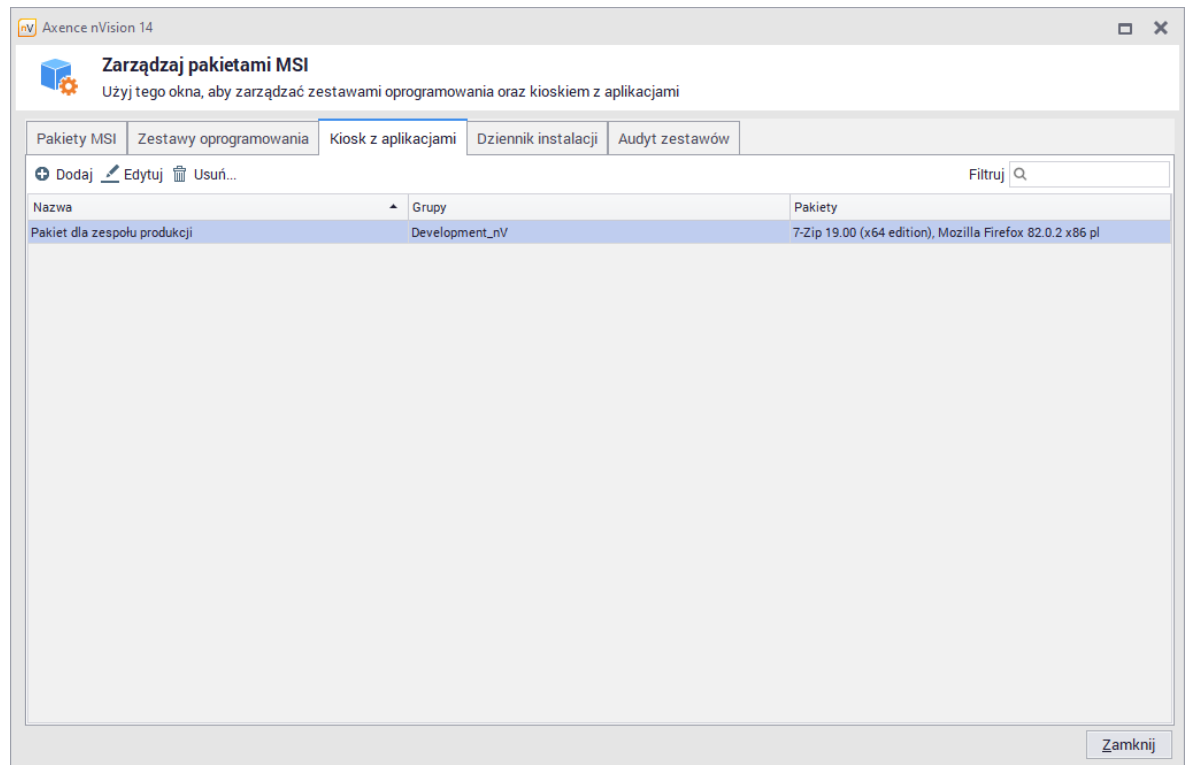 nV Axence nVision 14
Zarządzaj pakietami MSI
Użyj tego okna, aby zarządzać zestawami oprogramowania oraz kioskiem z aplikacjami
Pakiety MSI Zestawy oprogramowania Kiosk z aplikacjami Dziennik instalacji Audyt zestawów
Dodaj Edytuj Usuń... Filtruj
Nazwa Grupy Pakiety
Pakiet dla zespołu produkcji Development_nV 7-Zip 19.00 (x64 edition), Mozilla Firefox 82.0.2 x86 pl
Zamknij